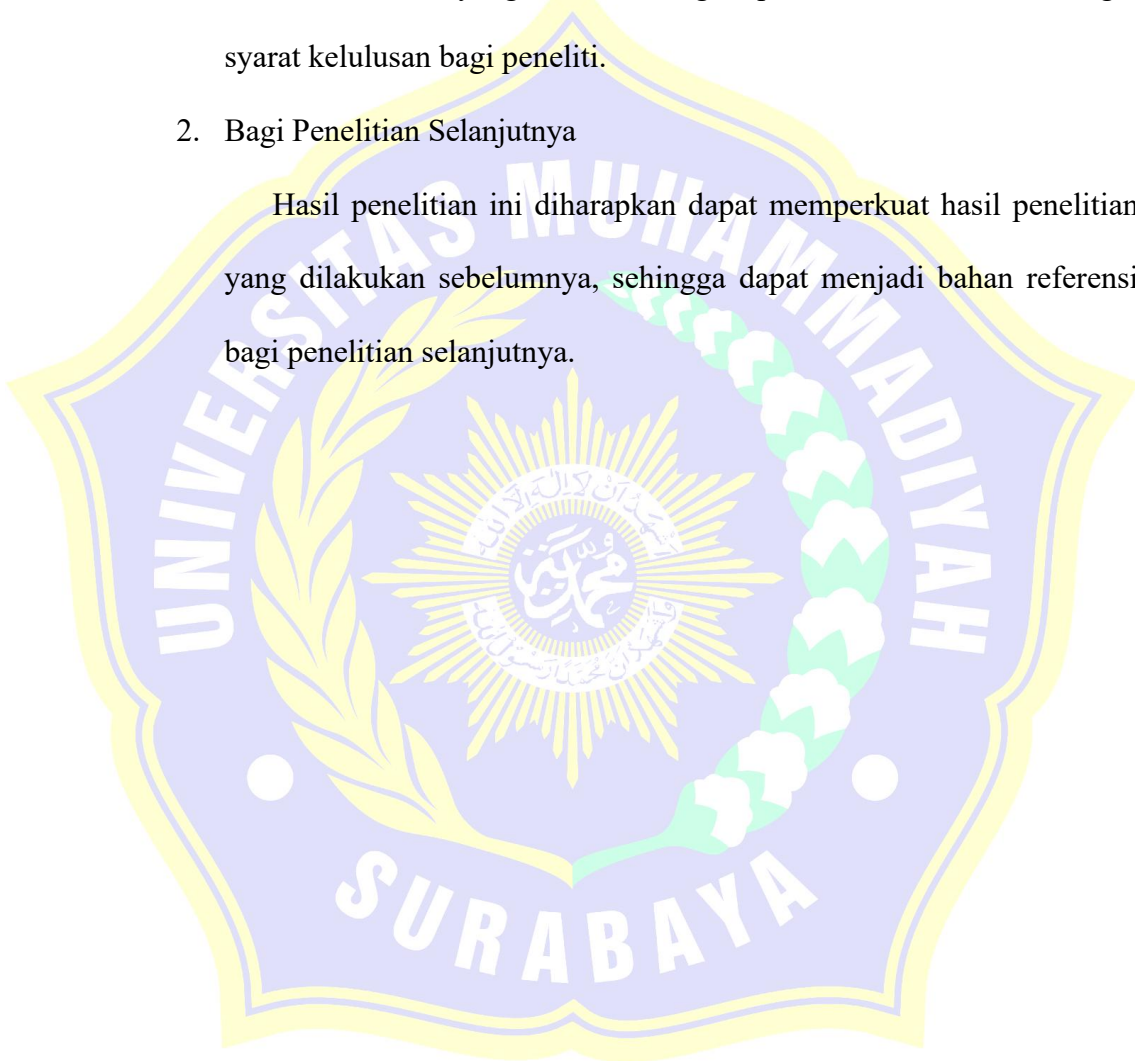 syarat kelulusan bagi peneliti.
2. Bagi Penelitian Selanjutnya
Hasil penelitian ini diharapkan dapat memperkuat hasil penelitian
yang dilakukan sebelumnya, sehingga dapat menjadi bahan referensi
bagi penelitian selanjutnya.
UNIVERSITAS MUHAMMADIYAH
محمدية
SURABAYA